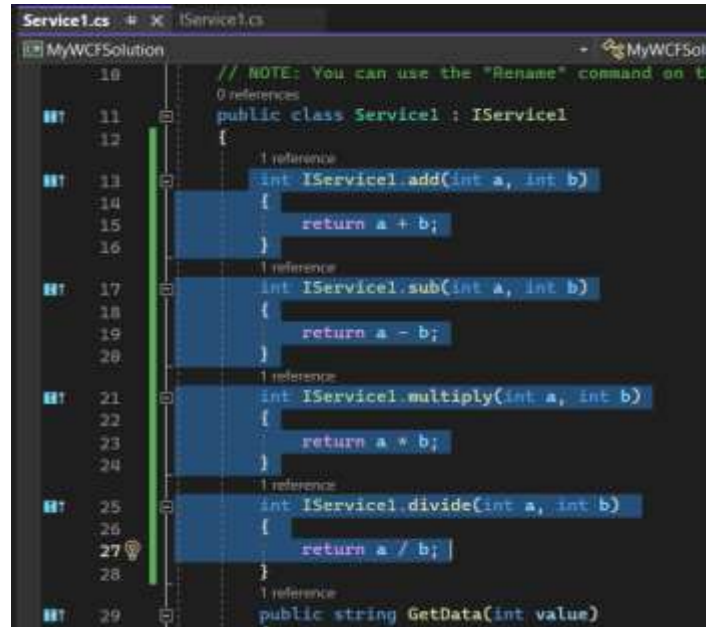 Service1.cs IService1.cs
MyWCFSolution MyWCFSol
10 // NOTE: You can use the "Rename" command on t
0 references
11 public class Service1 : IService1
12 {
1 reference
13 int IService1.add(int a, int b)
14 {
15 return a + b;
16 }
1 reference
17 int IService1.sub(int a, int b)
18 {
19 return a - b;
20 }
1 reference
21 int IService1.multiply(int a, int b)
22 {
23 return a * b;
24 }
1 reference
25 int IService1.divide(int a, int b)
26 {
27 return a / b;
28 }
1 reference
29 public string GetData(int value)